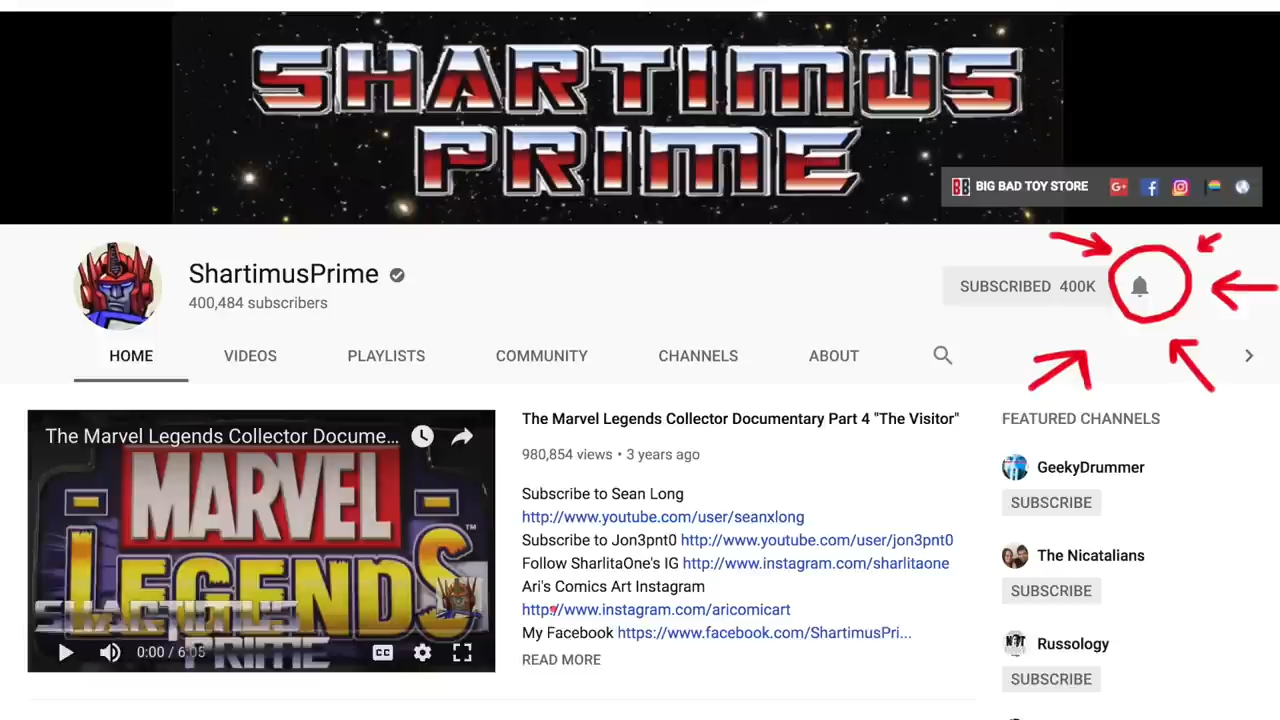 SHARTIMUS
PRIME
BIG BAD TOY STORE
ShartimusPrime
400,484 subscribers
SUBSCRIBED 400K
HOME VIDEOS PLAYLISTS COMMUNITY CHANNELS ABOUT
The Marvel Legends Collector Docume...
MARVEL
LEGENDS
TM
SHARTIMUS
PRIME
0:00 / 6:05
CC
The Marvel Legends Collector Documentary Part 4 "The Visitor"
980,854 views • 3 years ago
Subscribe to Sean Long
http://www.youtube.com/user/seanxlong
Subscribe to Jon3pnt0 http://www.youtube.com/user/jon3pnt0
Follow SharlitaOne's IG http://www.instagram.com/sharlitaone
Ari's Comics Art Instagram
https://www.instagram.com/aricomicart
My Facebook https://www.facebook.com/ShartimusPri...
READ MORE
FEATURED CHANNELS
GeekyDrummer
SUBSCRIBE
The Nicatalians
SUBSCRIBE
Russology
SUBSCRIBE